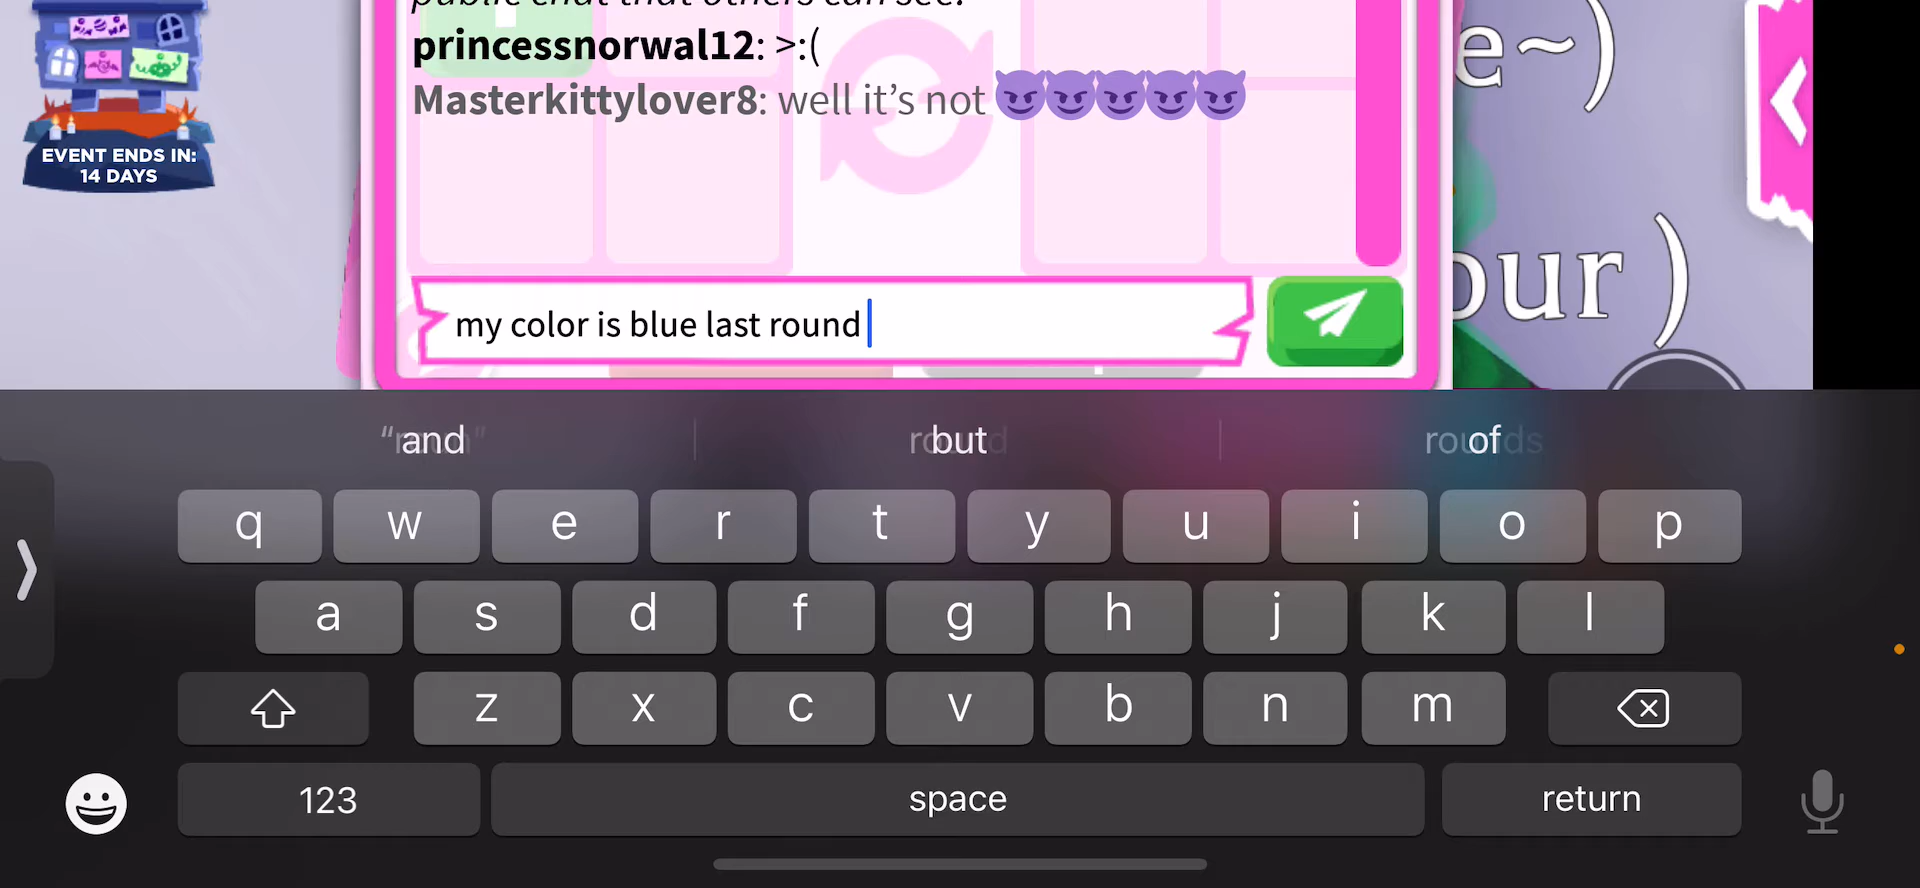 public chat that others can see.
princessnorwal12: >:(
Masterkittylover8: well it's not 😈😈😈😈😈
EVENT ENDS IN:
14 DAYS
e~)
our )
my color is blue last round
and but of
q w e r t y u i o p
a s d f g h j k l
z x c v b n m
123 space return